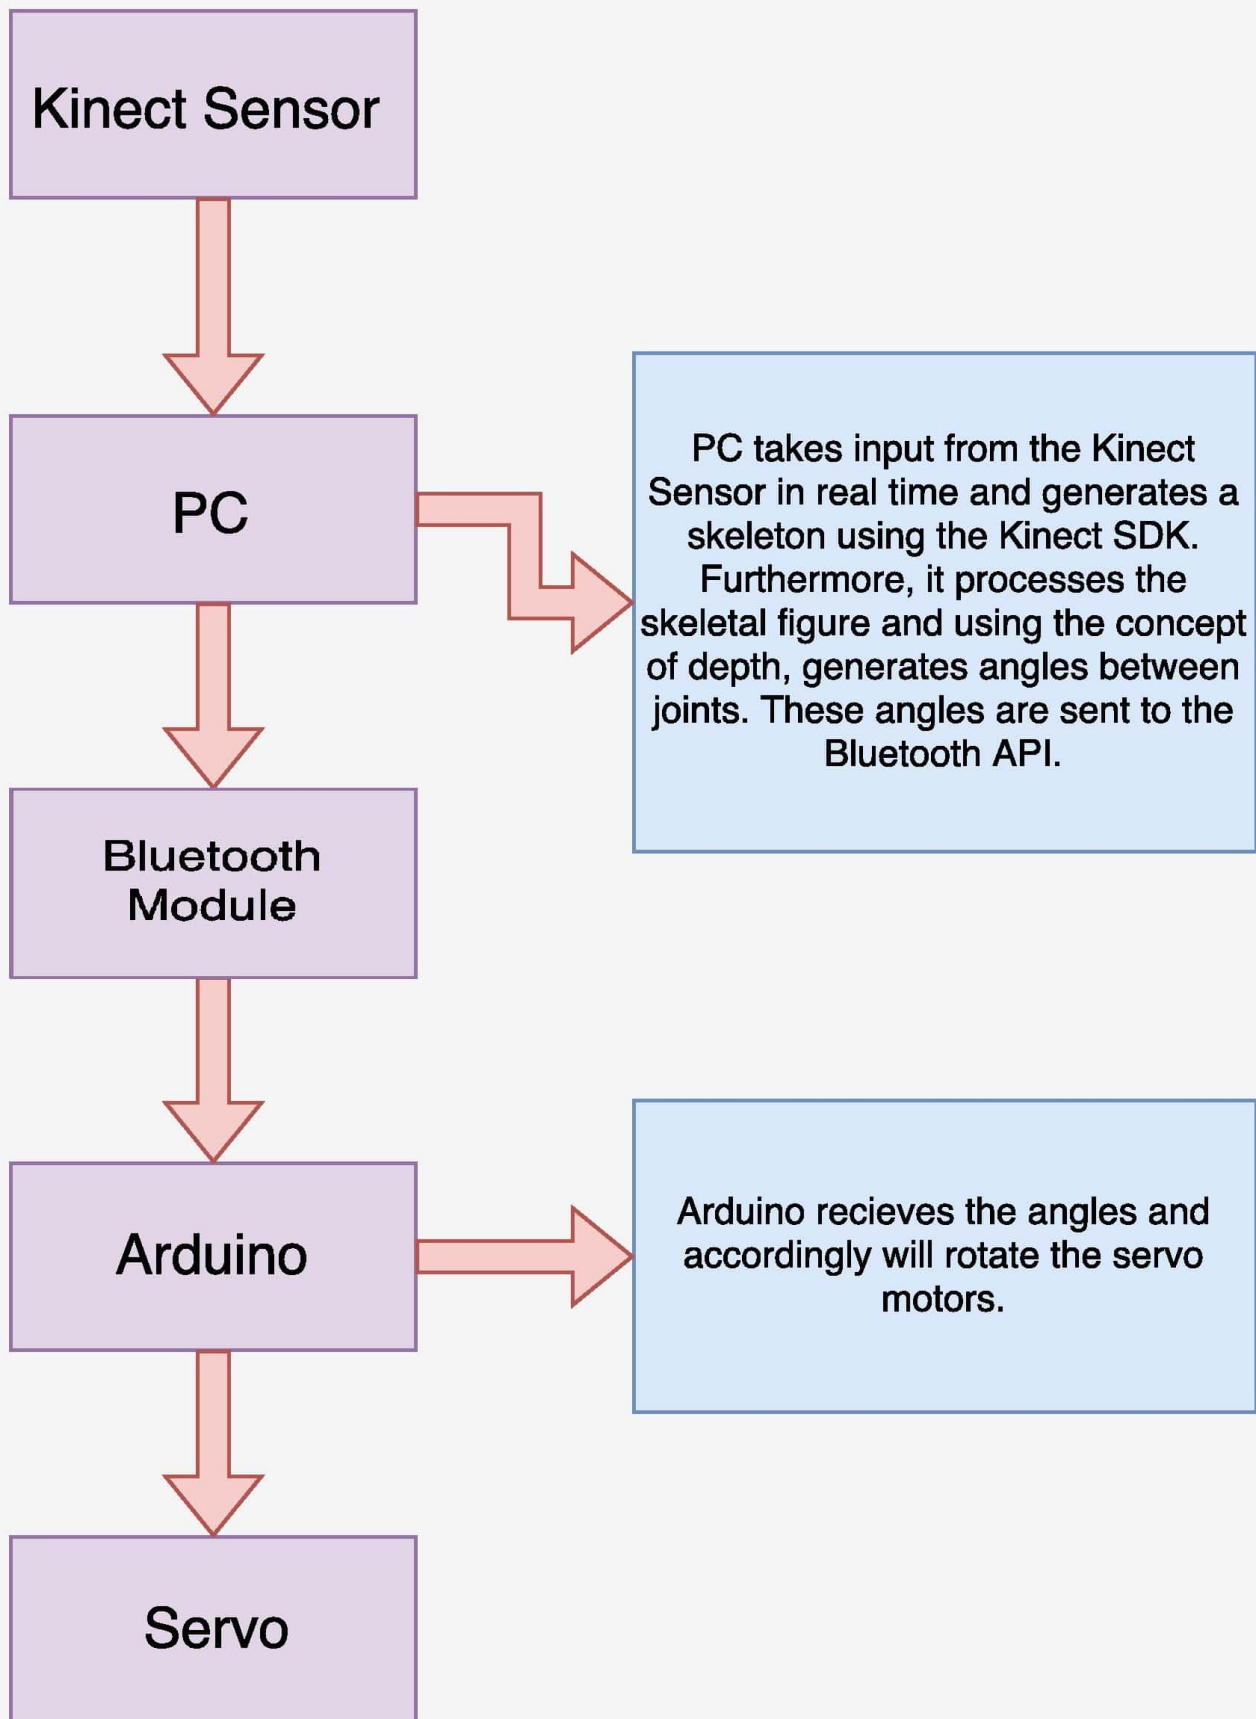 Kinect Sensor
PC
PC takes input from the Kinect
Sensor in real time and generates a
skeleton using the Kinect SDK.
Furthermore, it processes the
skeletal figure and using the concept
of depth, generates angles between
joints. These angles are sent to the
Bluetooth API.
Bluetooth
Module
Arduino
Arduino recieves the angles and
accordingly will rotate the servo
motors.
Servo